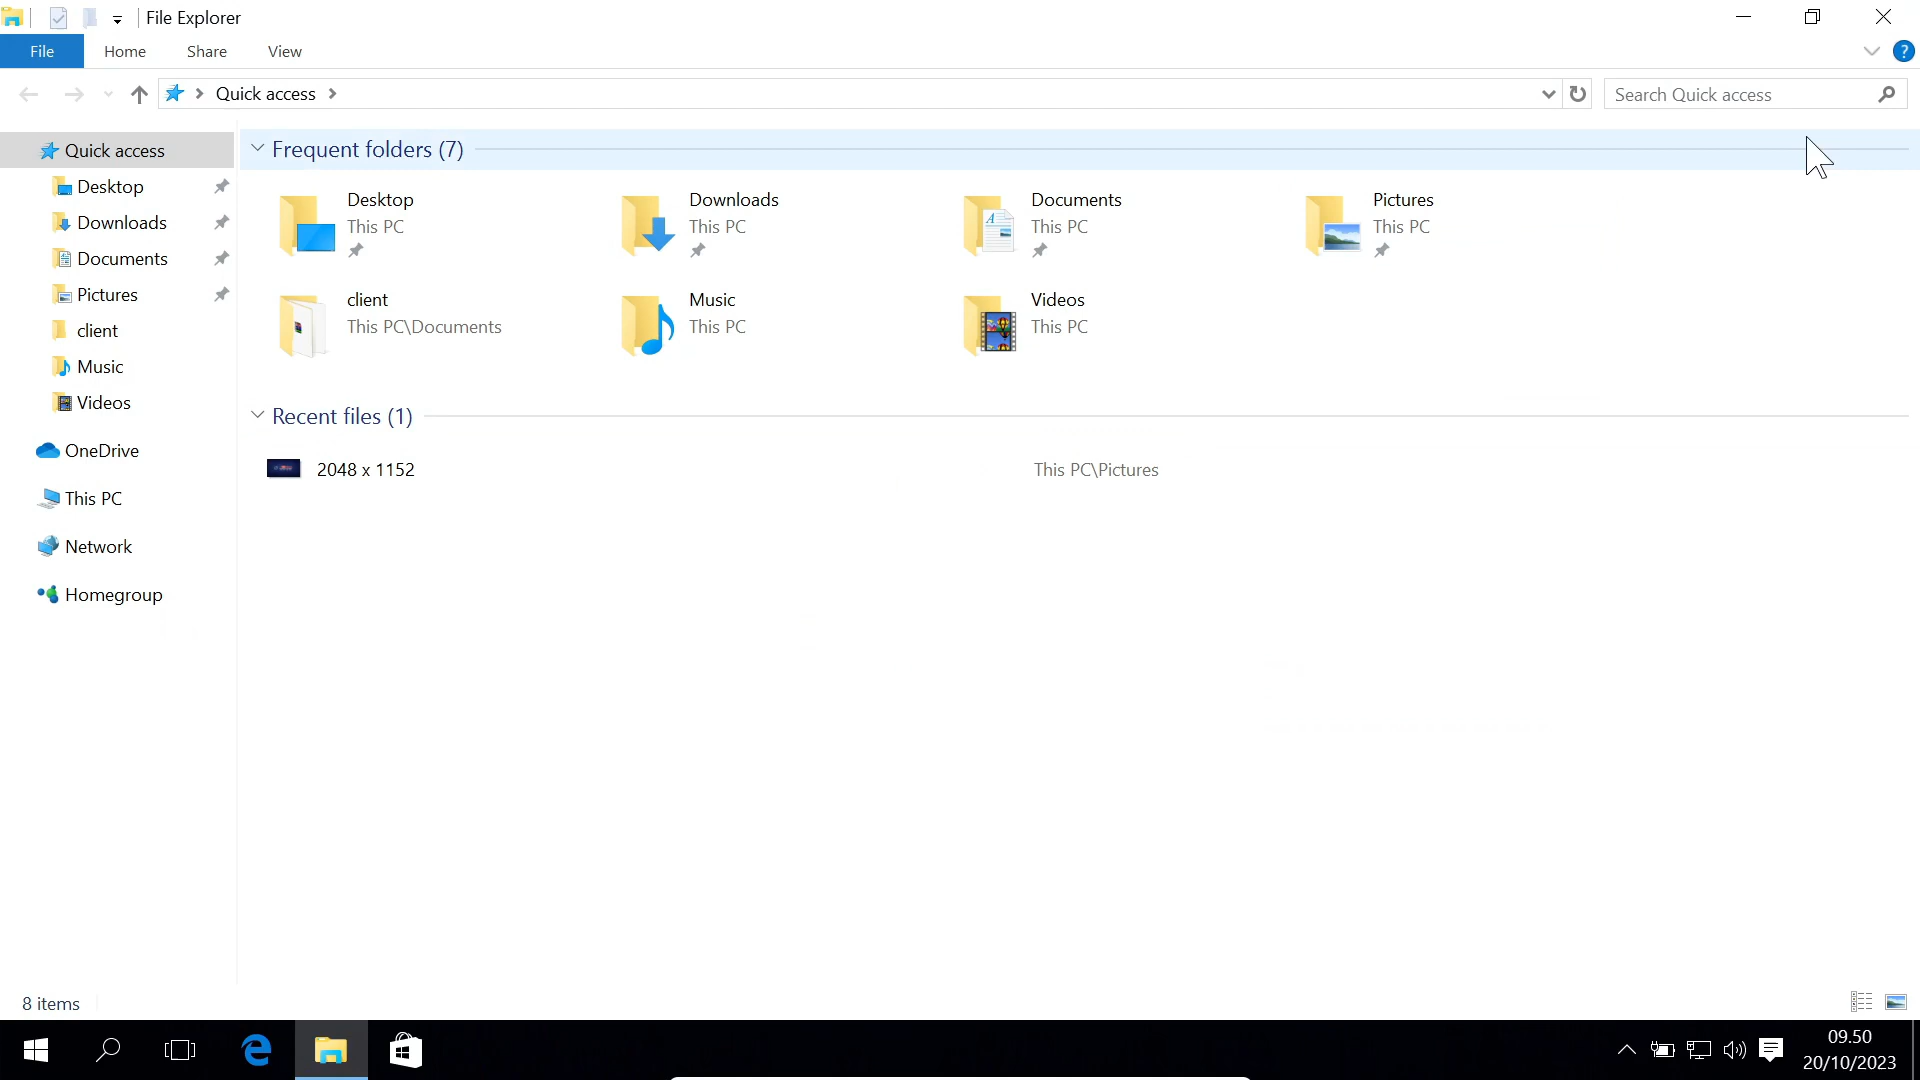 File Explorer
File Home Share View
Quick access
Search Quick access
Quick access
Desktop
Downloads
Documents
Pictures
client
Music
Videos
OneDrive
This PC
Network
Homegroup
Frequent folders (7)
Desktop
This PC
Downloads
This PC
Documents
This PC
Pictures
This PC
client
This PC\Documents
Music
This PC
Videos
This PC
Recent files (1)
2048 x 1152 This PC\Pictures
8 items
09.50
20/10/2023